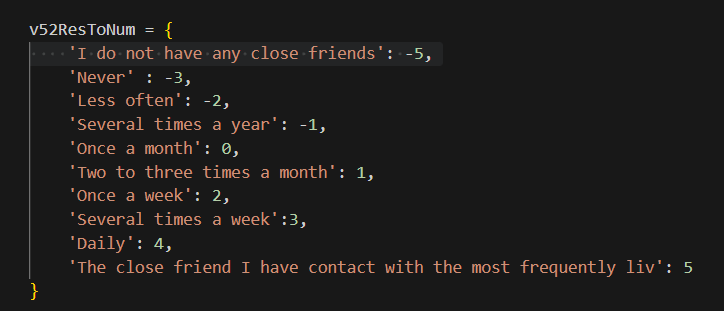 v52ResToNum = {
····'I·do·not·have·any·close·friends':·-5,
    'Never' : -3,
    'Less often': -2,
    'Several times a year': -1,
    'Once a month': 0,
    'Two to three times a month': 1,
    'Once a week': 2,
    'Several times a week':3,
    'Daily': 4,
    'The close friend I have contact with the most frequently liv': 5
}